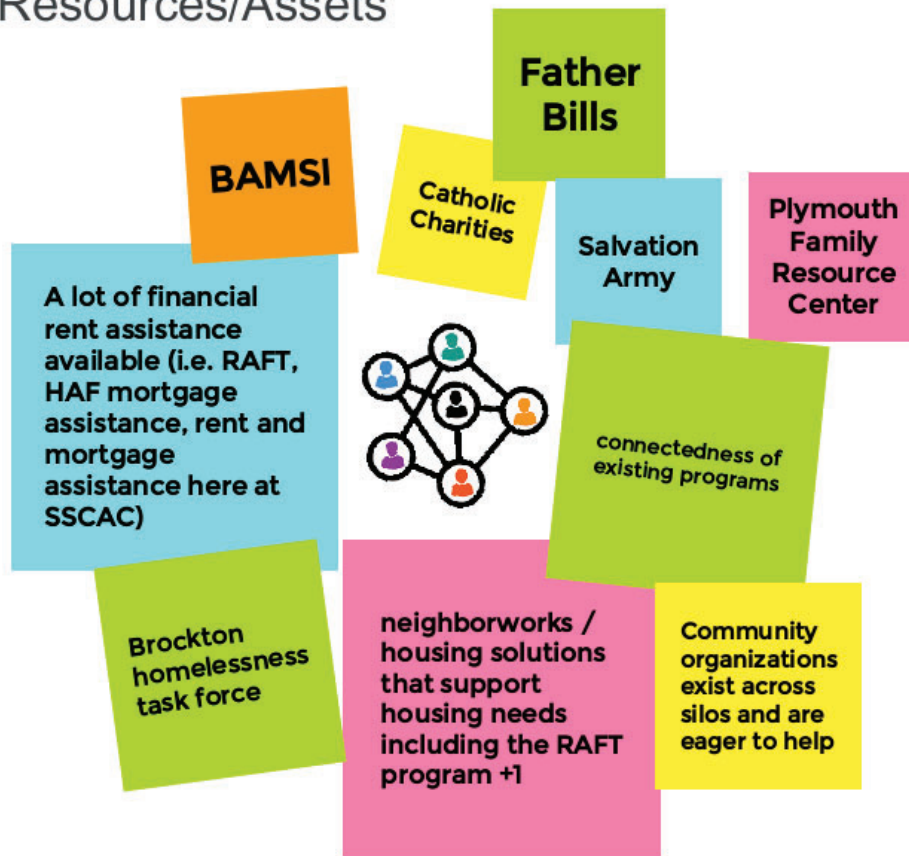 Resources/Assets
Father
Bills
BAMSI
Catholic
Charities
Salvation
Army
Plymouth
Family
Resource
Center
A lot of financial
rent assistance
available (i.e. RAFT,
HAF mortgage
assistance, rent and
mortgage
assistance here at
SSCAC)
connectedness of
existing programs
Brockton
homelessness
task force
neighborworks /
housing solutions
that support
housing needs
including the RAFT
program +1
Community
organizations
exist across
silos and are
eager to help